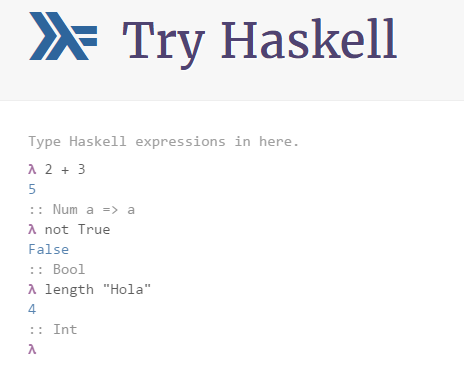 Try Haskell
Type Haskell expressions in here.
λ 2 + 3
5
:: Num a => a
λ not True
False
:: Bool
λ length "Hola"
4
:: Int
λ